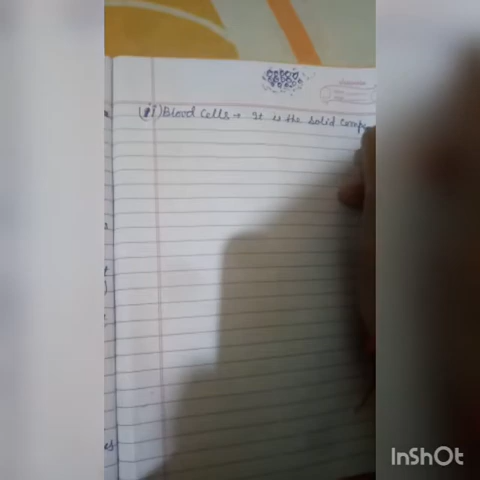 (ii) Blood Cells → It is the solid comp
InShOt